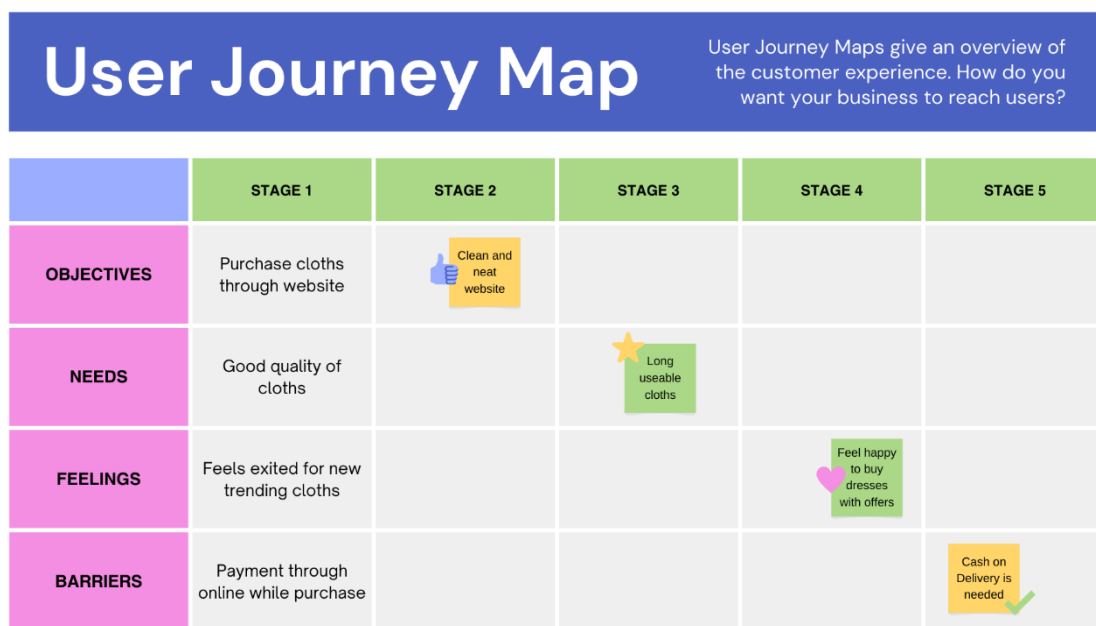 User Journey Map
User Journey Maps give an overview of
the customer experience. How do you
want your business to reach users?
STAGE 1
STAGE 2
STAGE 3
STAGE 4
STAGE 5
OBJECTIVES
Purchase cloths
through website
Clean and
neat
website
NEEDS
Good quality of
cloths
Long
useable
cloths
FEELINGS
Feels exited for new
trending cloths
Feel happy
to buy
dresses
with offers
BARRIERS
Payment through
online while purchase
Cash on
Delivery is
needed